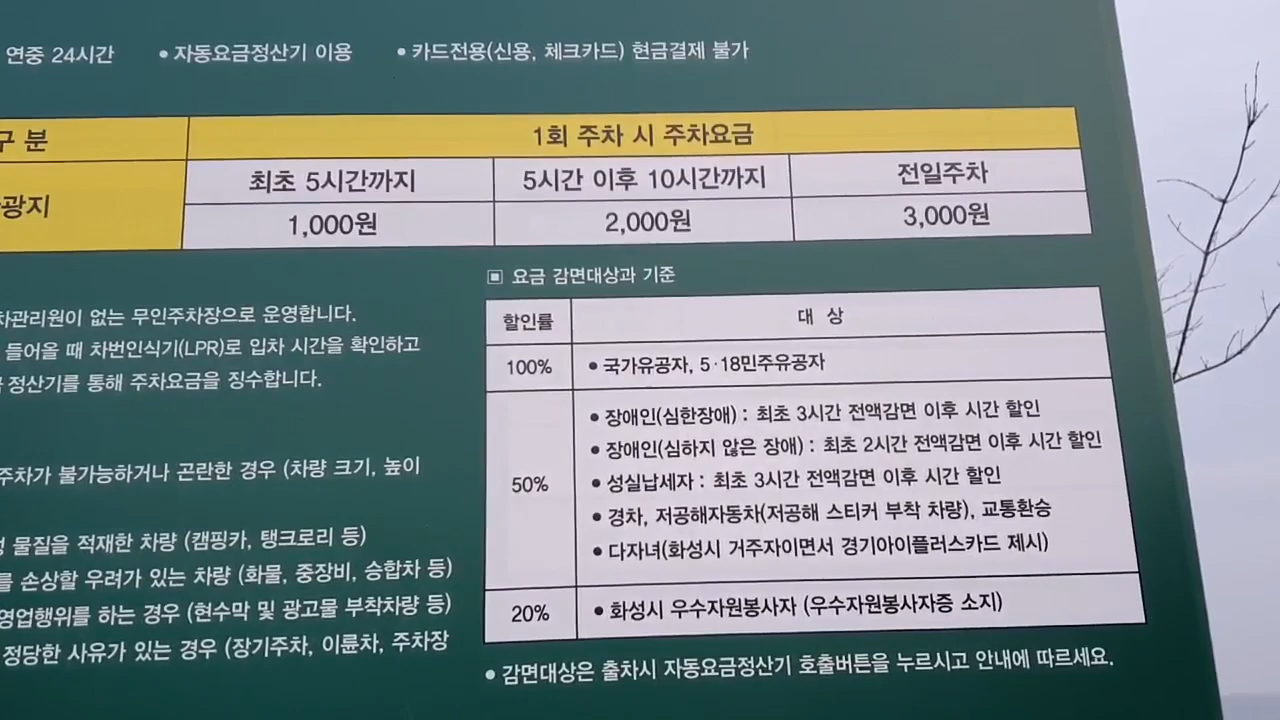 연중 24시간 • 자동요금정산기 이용 • 카드전용(신용, 체크카드) 현금결제 불가
구 분 1회 주차 시 주차요금
최초 5시간까지 5시간 이후 10시간까지 전일주차
광지 1,000원 2,000원 3,000원
▣ 요금 감면대상과 기준
할인율 대 상
100% • 국가유공자, 5·18민주유공자
50%
• 장애인(심한장애) : 최초 3시간 전액감면 이후 시간 할인
• 장애인(심하지 않은 장애) : 최초 2시간 전액감면 이후 시간 할인
• 성실납세자 : 최초 3시간 전액감면 이후 시간 할인
• 경차, 저공해자동차(저공해 스티커 부착 차량), 교통환승
• 다자녀(화성시 거주자이면서 경기아이플러스카드 제시)
20% • 화성시 우수자원봉사자 (우수자원봉사자증 소지)
• 감면대상은 출차시 자동요금정산기 호출버튼을 누르시고 안내에 따르세요.
차관리원이 없는 무인주차장으로 운영합니다.
들어올 때 차번인식기(LPR)로 입차 시간을 확인하고
정산기를 통해 주차요금을 징수합니다.
주차가 불가능하거나 곤란한 경우 (차량 크기, 높이
물질을 적재한 차량 (캠핑카, 탱크로리 등)
를 손상할 우려가 있는 차량 (화물, 중장비, 승합차 등)
영업행위를 하는 경우 (현수막 및 광고물 부착차량 등)
정당한 사유가 있는 경우 (장기주차, 이륜차, 주차장